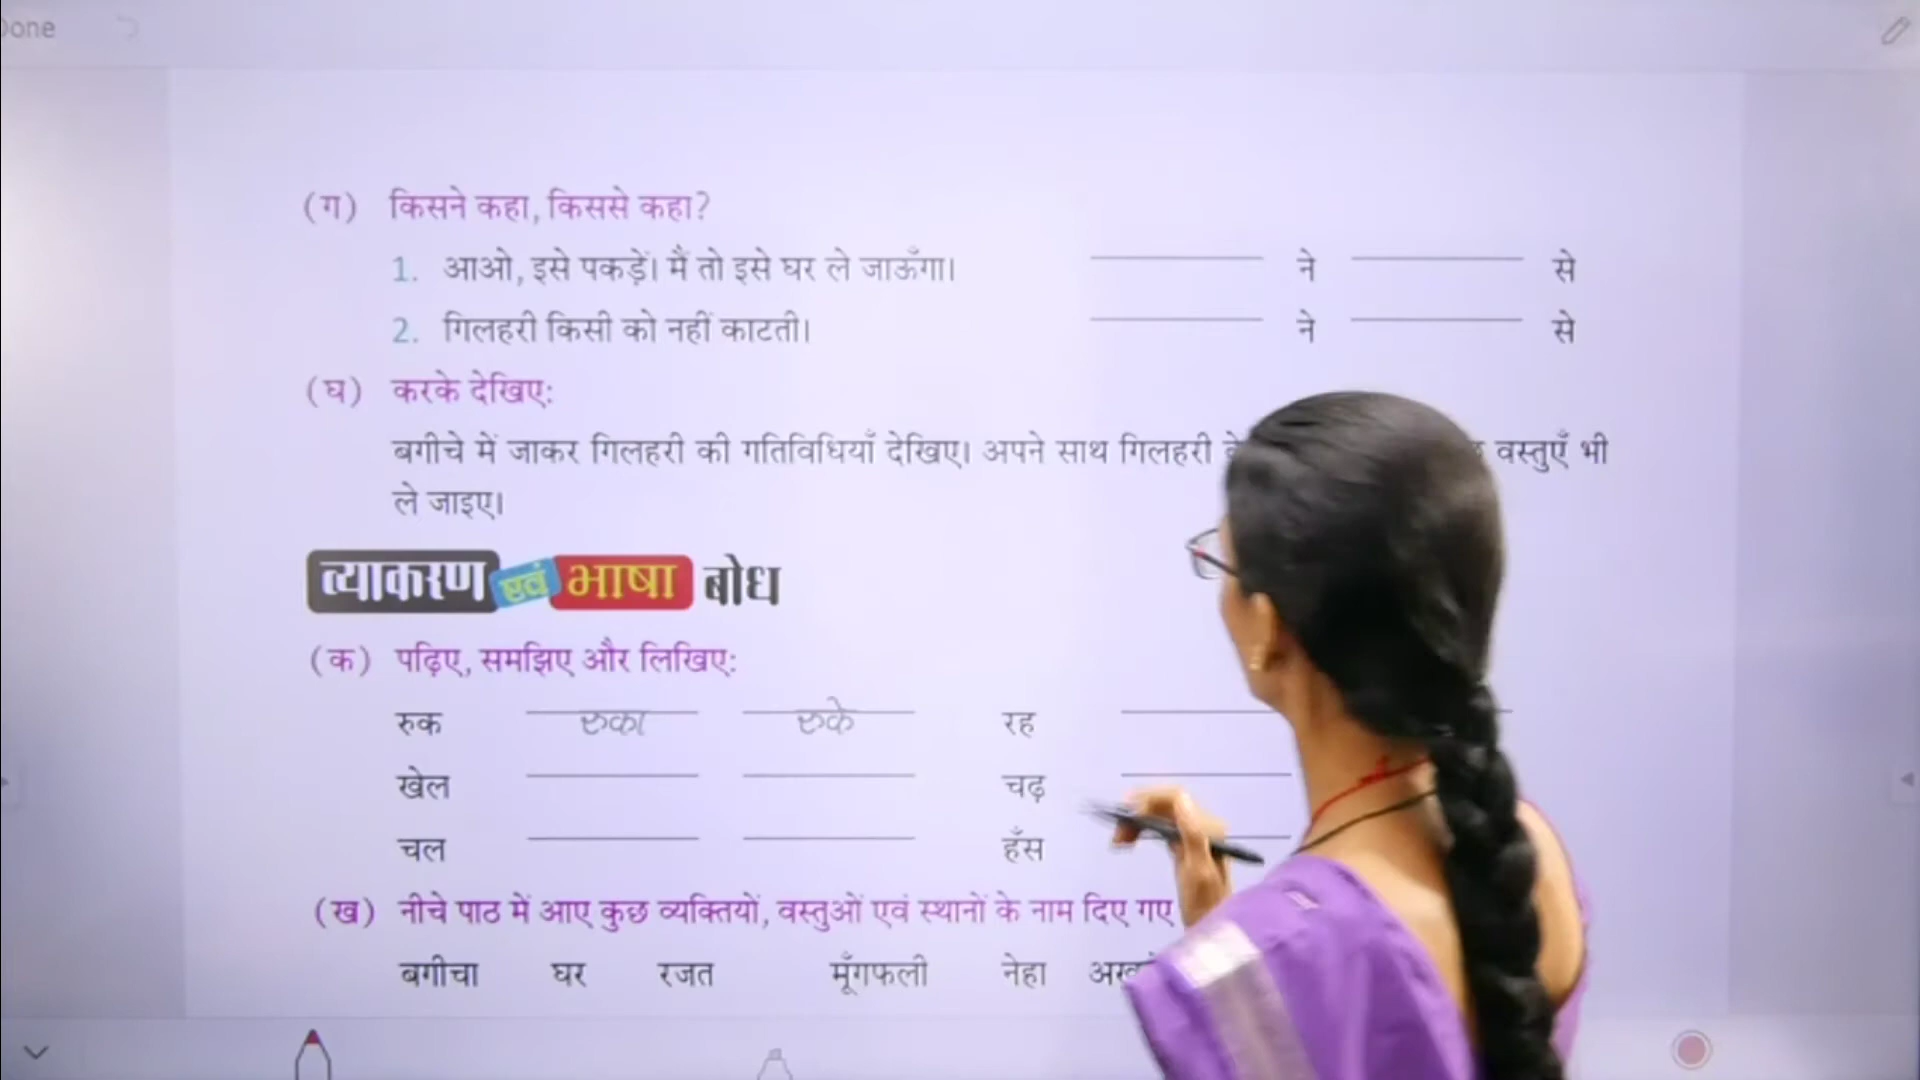 Done
(ग) किसने कहा, किससे कहा?
1. आओ, इसे पकड़ें। मैं तो इसे घर ले जाऊँगा। ने से
2. गिलहरी किसी को नहीं काटती। ने से
(घ) करके देखिए:
बगीचे में जाकर गिलहरी की गतिविधियाँ देखिए। अपने साथ गिलहरी वस्तुएँ भी
ले जाइए।
व्याकरण एवं भाषा बोध
(क) पढ़िए, समझिए और लिखिए:
रुक रुका रुके रह
खेल चढ़
चल हँस
(ख) नीचे पाठ में आए कुछ व्यक्तियों, वस्तुओं एवं स्थानों के नाम दिए गए
बगीचा घर रजत मूँगफली नेहा